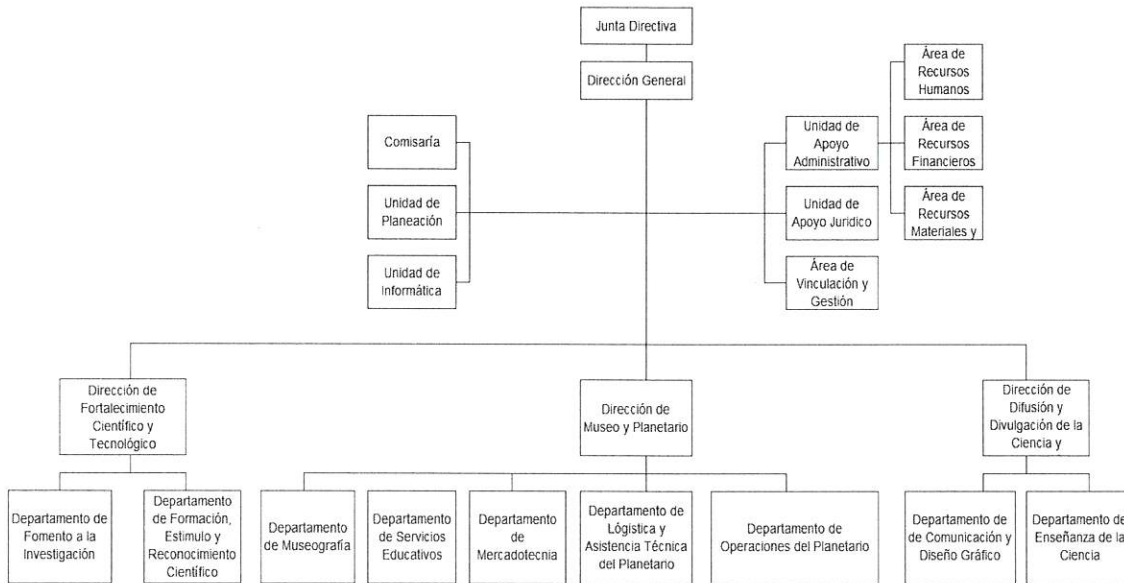 Junta Directiva
Dirección General
Área de
Recursos
Humanos
Comisaría
Unidad de
Apoyo
Administrativo
Área de
Recursos
Financieros
Unidad de
Planeación
Unidad de
Apoyo Juridico
Área de
Recursos
Materiales y
Unidad de
Informática
Área de
Vinculación y
Gestión
Dirección de
Fortalecimiento
Científico y
Tecnológico
Dirección de
Museo y Planetario
Dirección de
Difusión y
Divulgación de la
Ciencia y
Departamento de
Fomento a la
Investigación
Departamento
de Formación,
Estimulo y
Reconocimiento
Científico
Departamento
de Museografía
Departamento
de Servicios
Educativos
Departamento
de
Mercadotecnia
Departamento de
Lógistica y
Asistencia Técnica
del Planetario
Departamento de
Operaciones del Planetario
Departamento de
de Comunicación y
Diseño Gráfico
Departamento de
Enseñanza de la
Ciencia